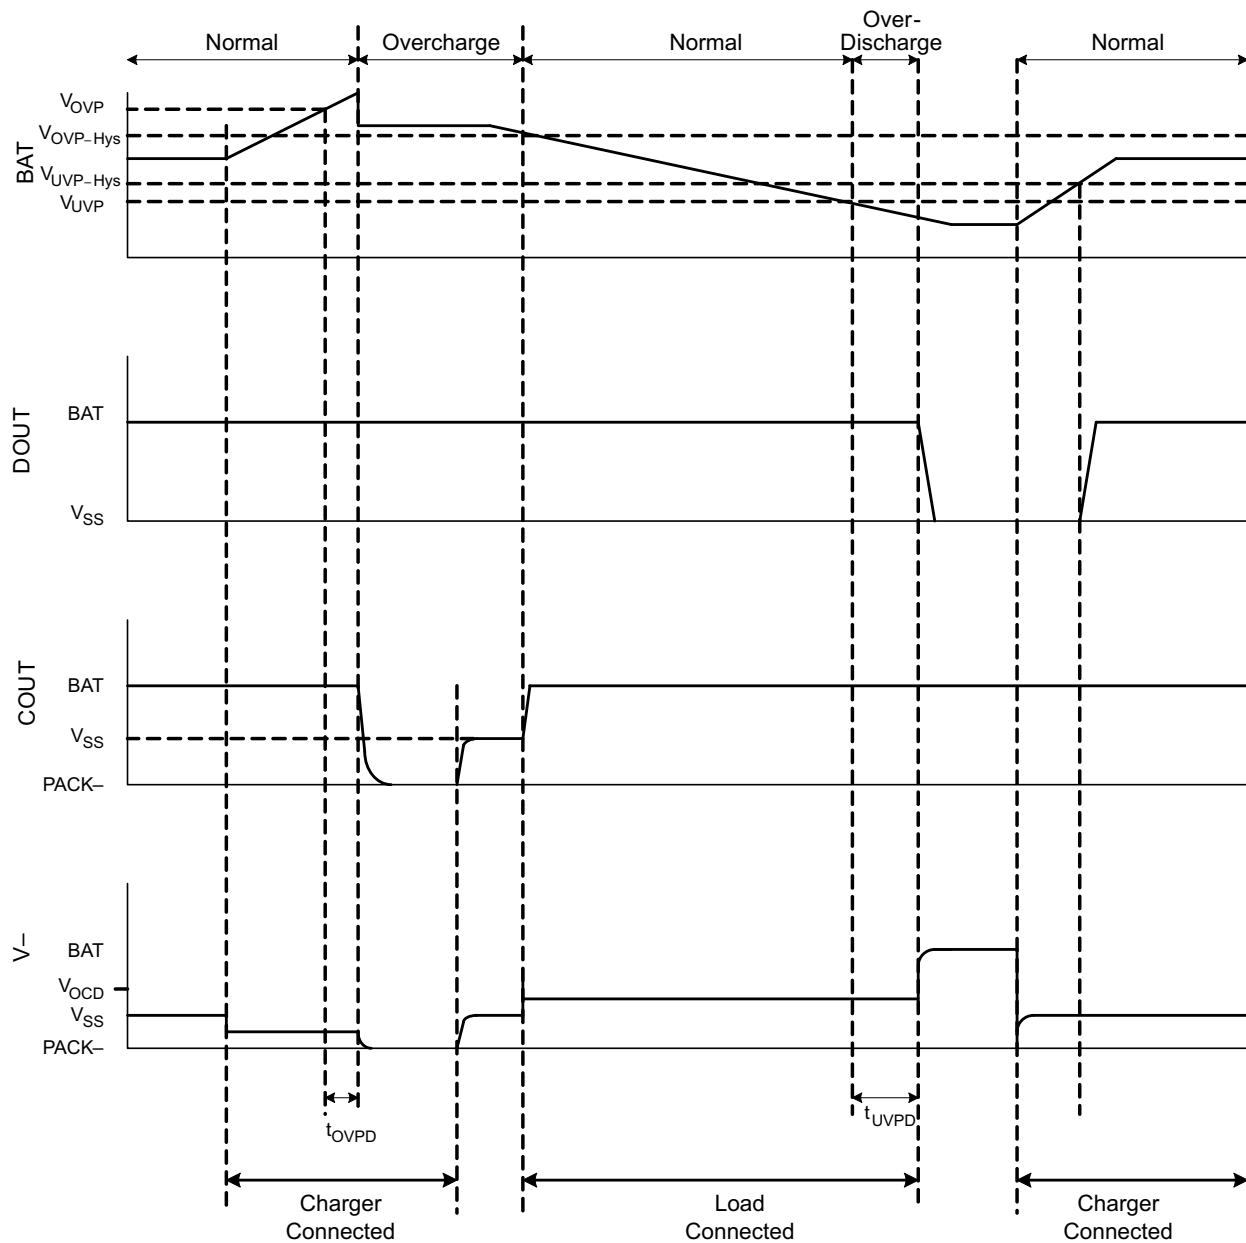 Normal
Overcharge
Normal
Over-
Discharge
Normal
BAT
VOVP
VOVP–Hys
VUVP–Hys
VUVP
DOUT
BAT
VSS
COUT
BAT
VSS
PACK–
V–
BAT
VOCD
VSS
PACK–
tOVPD
tUVPD
Charger
Connected
Load
Connected
Charger
Connected